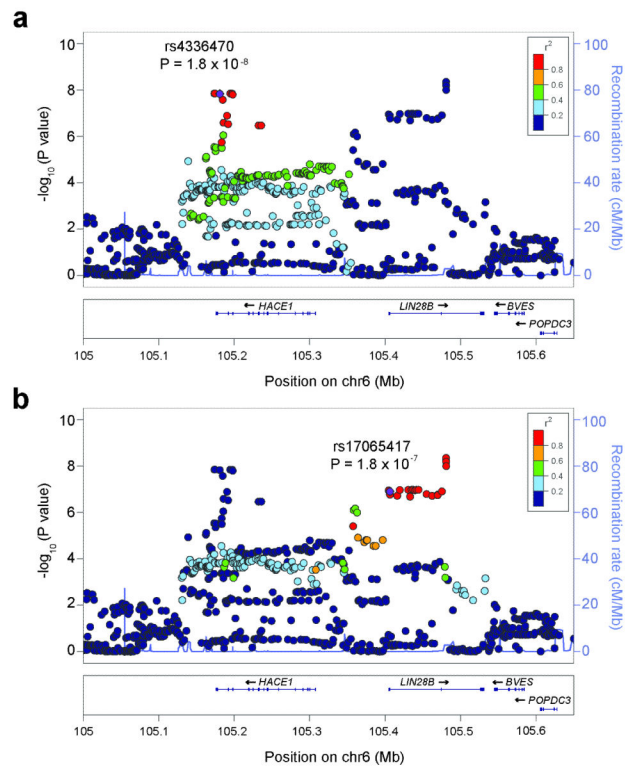 a
rs4336470
P = 1.8 x 10-8
-log10 (P value)
10
8
6
4
2
0
r2
0.8
0.6
0.4
0.2
100
80
60
40
20
0
Recombination rate (cM/Mb)
← HACE1
LIN28B →
← BVES
← POPDC3
105
105.1
105.2
105.3
105.4
105.5
105.6
Position on chr6 (Mb)
b
rs17065417
P = 1.8 x 10-7
-log10 (P value)
10
8
6
4
2
0
r2
0.8
0.6
0.4
0.2
100
80
60
40
20
0
Recombination rate (cM/Mb)
← HACE1
LIN28B →
← BVES
← POPDC3
105
105.1
105.2
105.3
105.4
105.5
105.6
Position on chr6 (Mb)